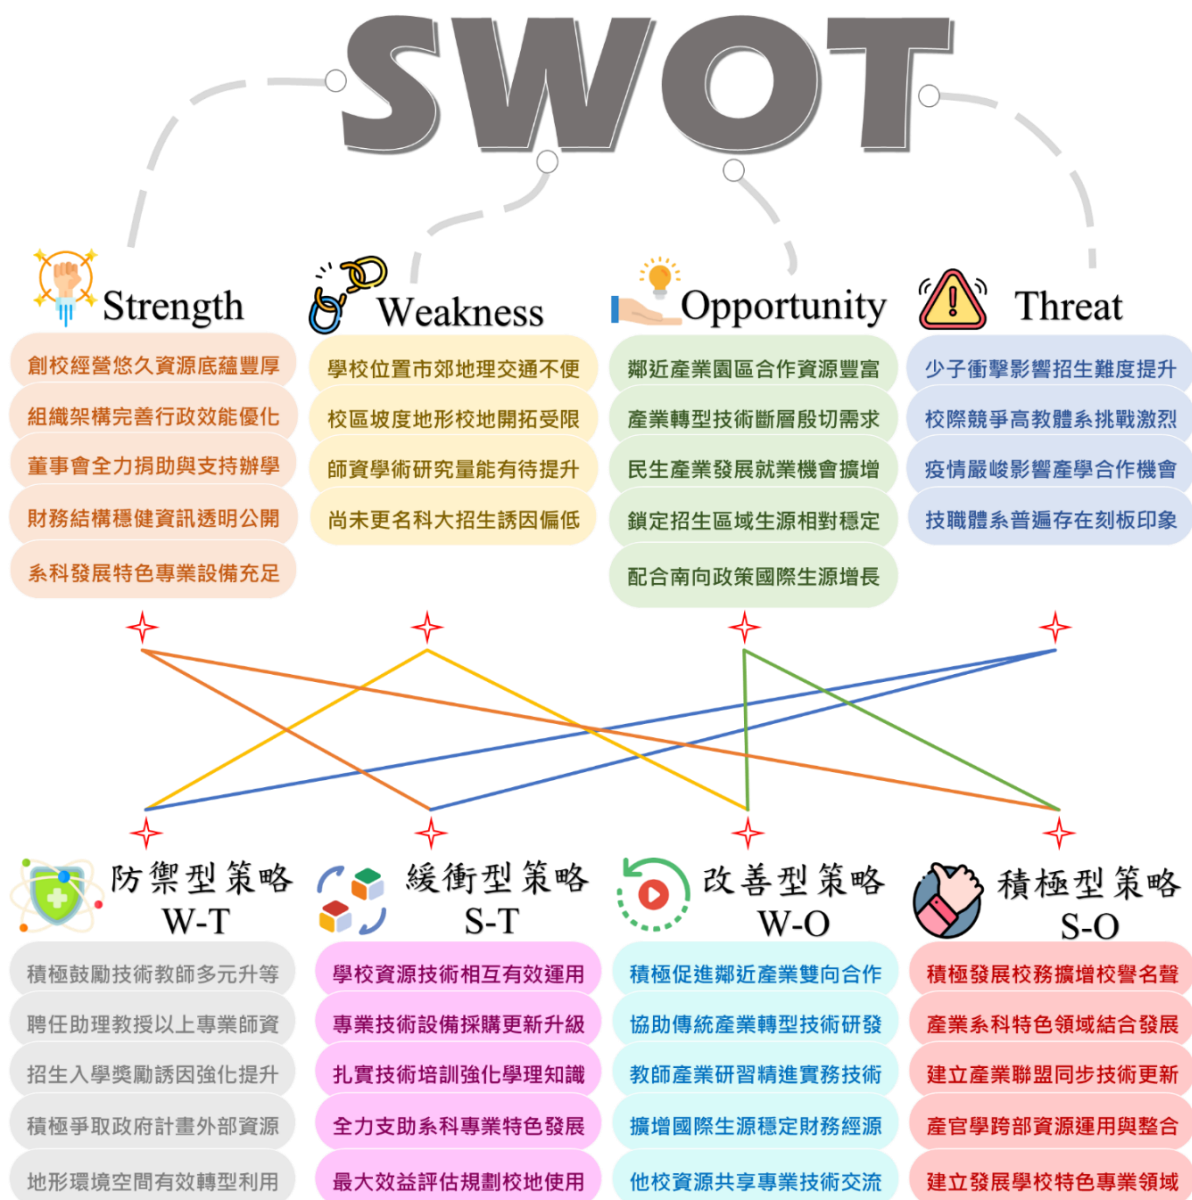 SWOT
Strength
創校經營悠久資源底蘊豐厚
組織架構完善行政效能優化
董事會全力捐助與支持辦學
財務結構穩健資訊透明公開
系科發展特色專業設備充足
Weakness
學校位置市郊地理交通不便
校區坡度地形校地開拓受限
師資學術研究量能有待提升
尚未更名科大招生誘因偏低
Opportunity
鄰近產業園區合作資源豐富
產業轉型技術斷層殷切需求
民生產業發展就業機會擴增
鎖定招生區域生源相對穩定
配合南向政策國際生源增長
Threat
少子衝擊影響招生難度提升
校際競爭高教體系挑戰激烈
疫情嚴峻影響產學合作機會
技職體系普遍存在刻板印象
防禦型策略
W-T
積極鼓勵技術教師多元升等
聘任助理教授以上專業師資
招生入學獎勵誘因強化提升
積極爭取政府計畫外部資源
地形環境空間有效轉型利用
緩衝型策略
S-T
學校資源技術相互有效運用
專業技術設備採購更新升級
扎實技術培訓強化學理知識
全力支助系科專業特色發展
最大效益評估規劃校地使用
改善型策略
W-O
積極促進鄰近產業雙向合作
協助傳統產業轉型技術研發
教師產業研習精進實務技術
擴增國際生源穩定財務經源
他校資源共享專業技術交流
積極型策略
S-O
積極發展校務擴增校譽名聲
產業系科特色領域結合發展
建立產業聯盟同步技術更新
產官學跨部資源運用與整合
建立發展學校特色專業領域